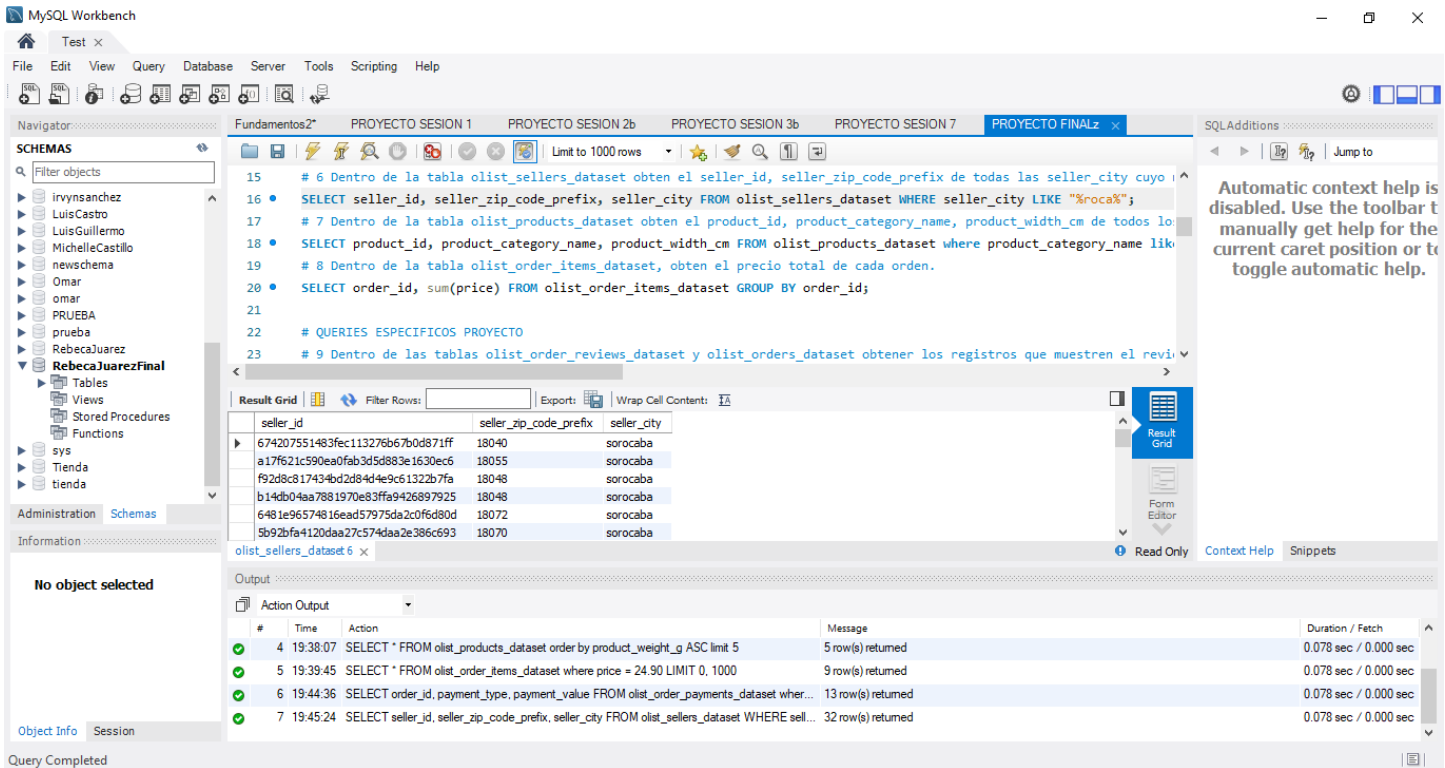 MySQL Workbench
Test
File Edit View Query Database Server Tools Scripting Help
Navigator
SCHEMAS
Filter objects
irvynsanchez
LuisCastro
LuisGuillermo
MichelleCastillo
newschema
Omar
omar
PRUEBA
prueba
RebecaJuarez
RebecaJuarezFinal
Tables
Views
Stored Procedures
Functions
sys
Tienda
tienda
Administration Schemas
Information
No object selected
Object Info Session
Query Completed
Fundamentos2* PROYECTO SESION 1 PROYECTO SESION 2b PROYECTO SESION 3b PROYECTO SESION 7 PROYECTO FINALz
Limit to 1000 rows
15 # 6 Dentro de la tabla olist_sellers_dataset obten el seller_id, seller_zip_code_prefix de todas las seller_city cuyo
16 SELECT seller_id, seller_zip_code_prefix, seller_city FROM olist_sellers_dataset WHERE seller_city LIKE "%roca%";
17 # 7 Dentro de la tabla olist_products_dataset obten el product_id, product_category_name, product_width_cm de todos
18 SELECT product_id, product_category_name, product_width_cm FROM olist_products_dataset where product_category_name
19 # 8 Dentro de la tabla olist_order_items_dataset, obten el precio total de cada orden.
20 SELECT order_id, sum(price) FROM olist_order_items_dataset GROUP BY order_id;
21
22 # QUERIES ESPECIFICOS PROYECTO
23 # 9 Dentro de las tablas olist_order_reviews_dataset y olist_orders_dataset obtener los registros que muestren el
Result Grid Filter Rows: Export: Wrap Cell Content:
seller_id seller_zip_code_prefix seller_city
674207551483fec113276b67b0d871ff 18040 sorocaba
a17f621c590ea0fab3d5d883e1630ec6 18055 sorocaba
f92d8c817434bd2d84d4e9c61322b7fa 18048 sorocaba
b14db04aa7881970e83ffa9426897925 18048 sorocaba
6481e96574816ead57975da2c0f6d80d 18072 sorocaba
5b92bfa4120daa27c574daa2e386c693 18070 sorocaba
Result Grid
Form Editor
olist_sellers_dataset 6
Read Only
SQLAdditions
Jump to
Automatic context help is
disabled. Use the toolbar
manually get help for the
current caret position or
toggle automatic help.
Context Help Snippets
Output
Action Output
# Time Action Message Duration / Fetch
4 19:38:07 SELECT * FROM olist_products_dataset order by product_weight_g ASC limit 5 5 row(s) returned 0.078 sec / 0.000 sec
5 19:39:45 SELECT * FROM olist_order_items_dataset where price = 24.90 LIMIT 0, 1000 9 row(s) returned 0.078 sec / 0.000 sec
6 19:44:36 SELECT order_id, payment_type, payment_value FROM olist_order_payments_dataset wher... 13 row(s) returned 0.078 sec / 0.000 sec
7 19:45:24 SELECT seller_id, seller_zip_code_prefix, seller_city FROM olist_sellers_dataset WHERE sell... 32 row(s) returned 0.078 sec / 0.000 sec